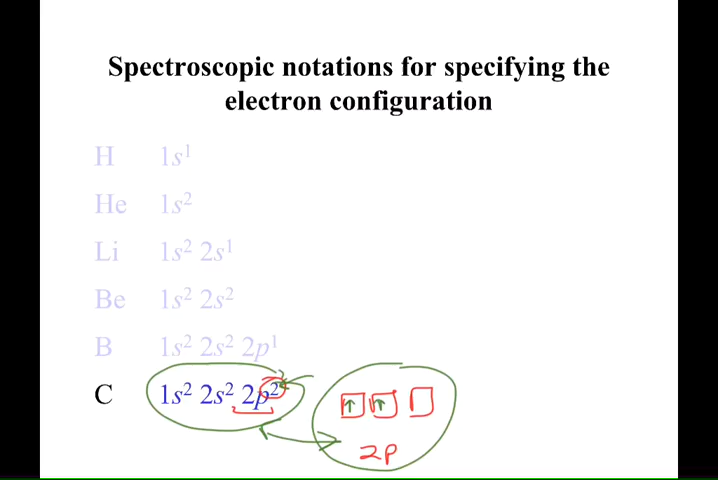 Spectroscopic notations for specifying the
electron configuration
H 1s¹
He 1s²
Li 1s² 2s¹
Be 1s² 2s²
B 1s² 2s² 2p¹
C 1s² 2s² 2p²
↑ ↑
2p